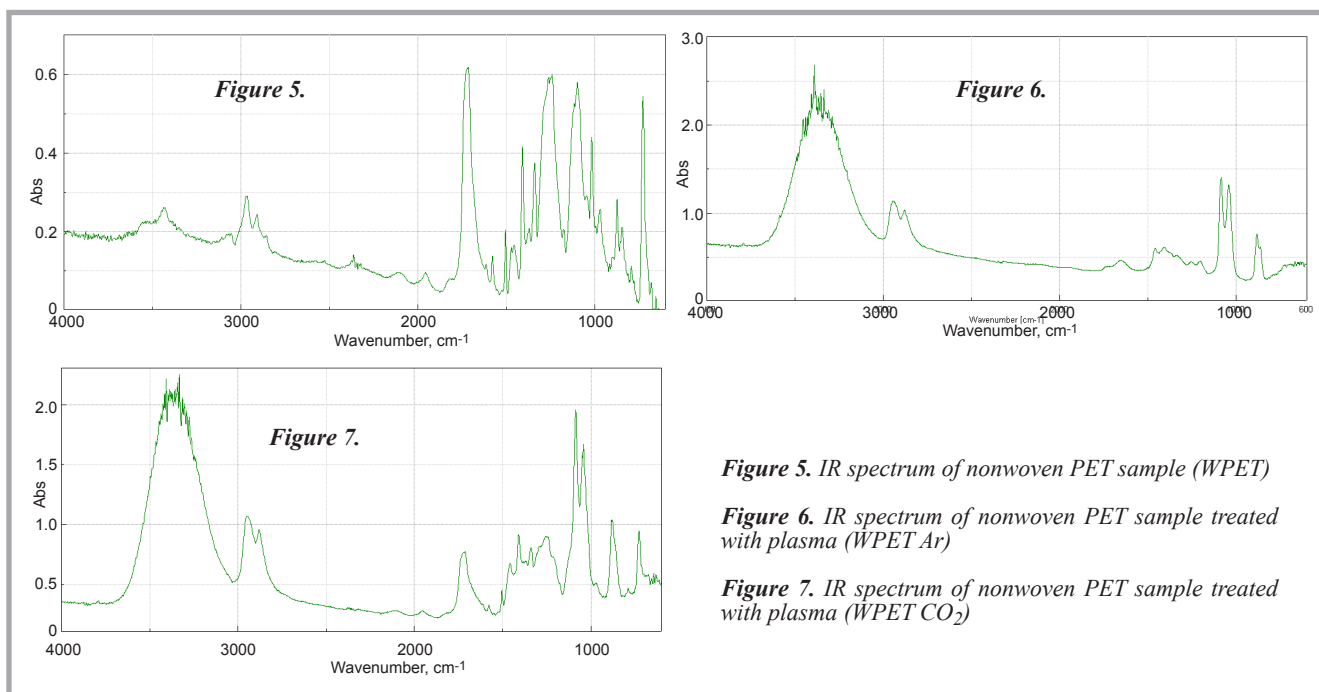 Figure 5.
Abs
0.6
0.4
0.2
0
4000 3000 2000 1000
Wavenumber, cm-1
Figure 6.
Abs
3.0
2.0
1.0
0
4000 3000 2000 1000 600
Wavenumber [cm-1]
Wavenumber, cm-1
Figure 7.
Abs
2.0
1.5
1.0
0.5
0
4000 3000 2000 1000
Wavenumber, cm-1
Figure 5. IR spectrum of nonwoven PET sample (WPET)
Figure 6. IR spectrum of nonwoven PET sample treated
with plasma (WPET Ar)
Figure 7. IR spectrum of nonwoven PET sample treated
with plasma (WPET CO2)